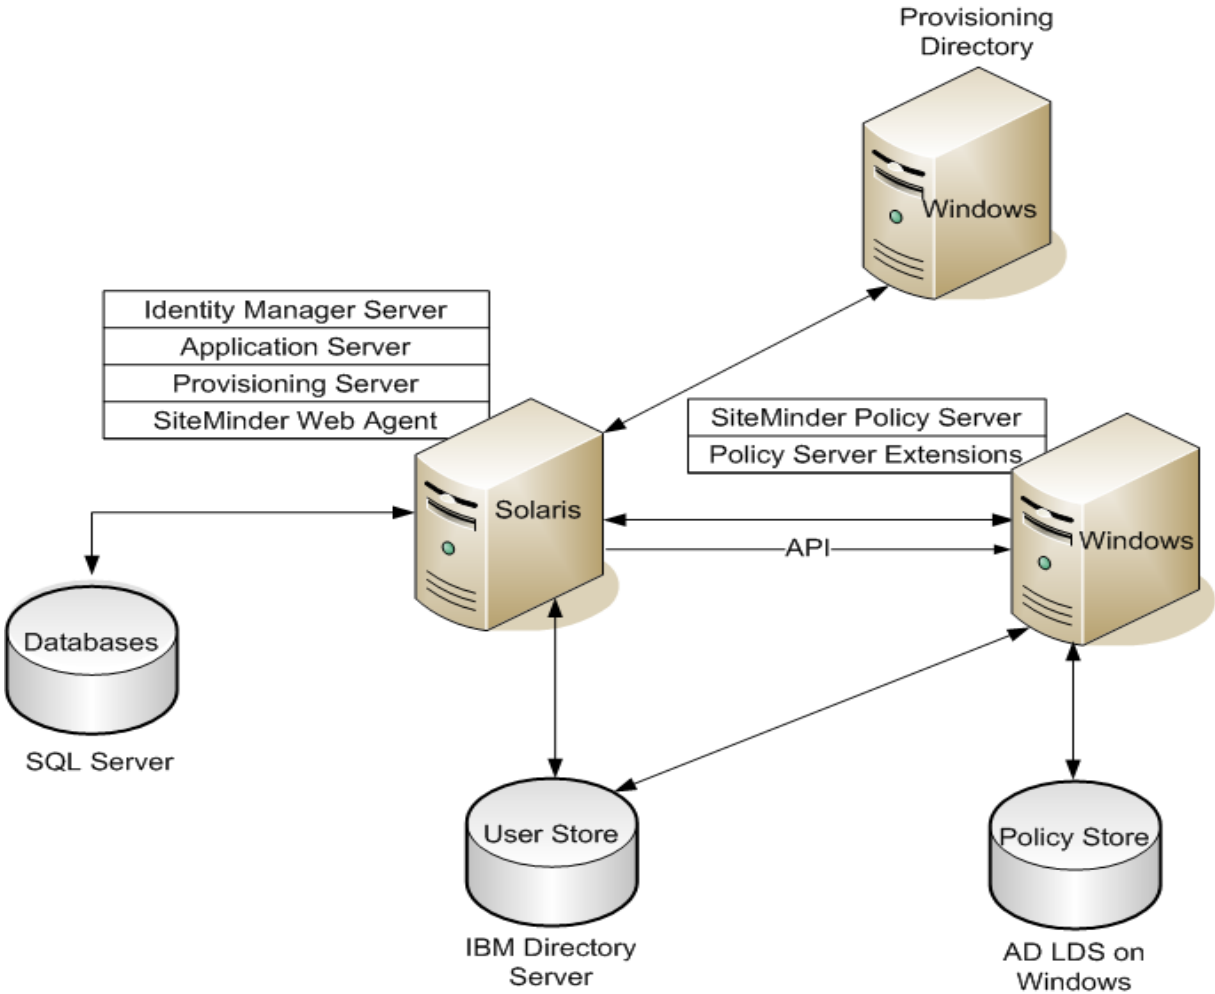 Provisioning
Directory
Windows
Identity Manager Server
Application Server
Provisioning Server
SiteMinder Web Agent
SiteMinder Policy Server
Policy Server Extensions
Solaris
API
Windows
Databases
SQL Server
User Store
IBM Directory
Server
Policy Store
AD LDS on
Windows